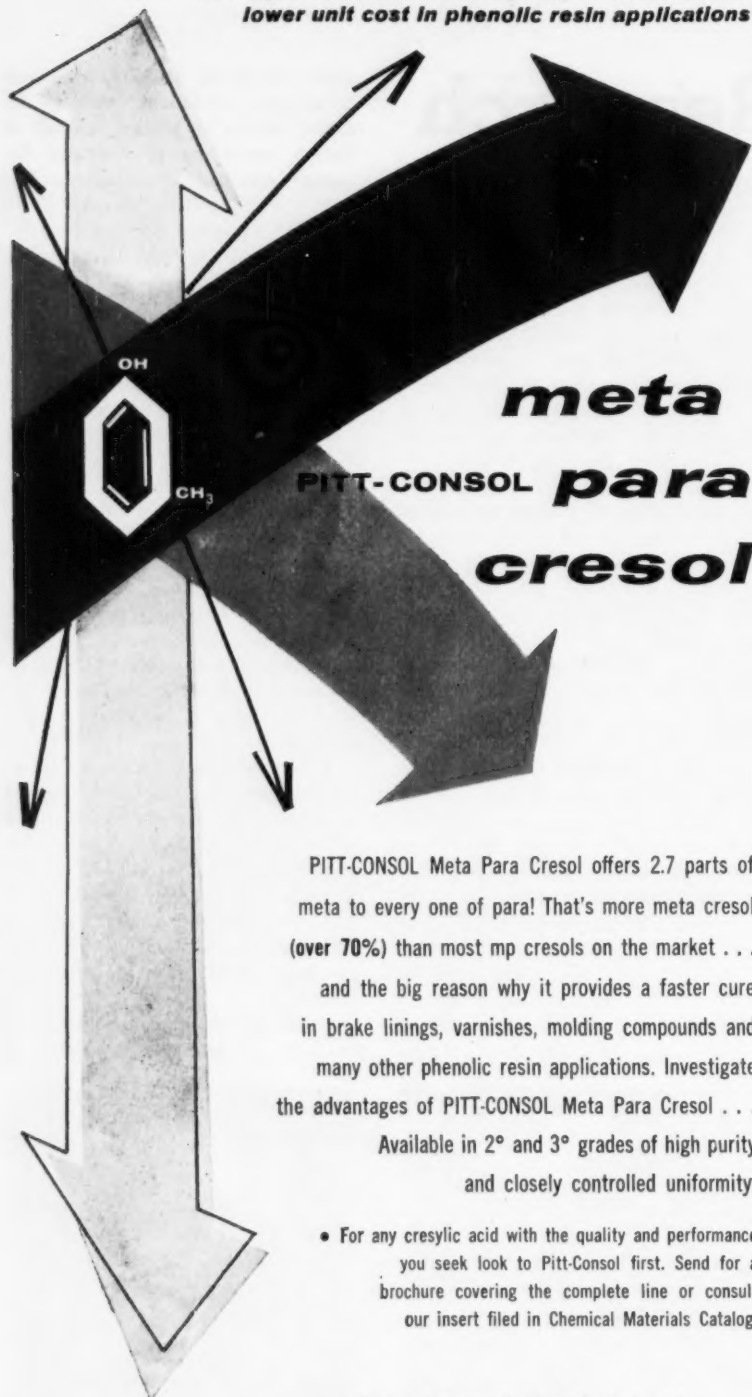 lower unit cost in phenolic resin applications
OH
CH3
meta
PITT-CONSOL para
cresol
PITT-CONSOL Meta Para Cresol offers 2.7 parts of
meta to every one of para! That's more meta cresol
(over 70%) than most mp cresols on the market . . .
and the big reason why it provides a faster cure
in brake linings, varnishes, molding compounds and
many other phenolic resin applications. Investigate
the advantages of PITT-CONSOL Meta Para Cresol . . .
Available in 2° and 3° grades of high purity
and closely controlled uniformity
• For any cresylic acid with the quality and performance
you seek look to Pitt-Consol first. Send for a
brochure covering the complete line or consul
our insert filed in Chemical Materials Catalog